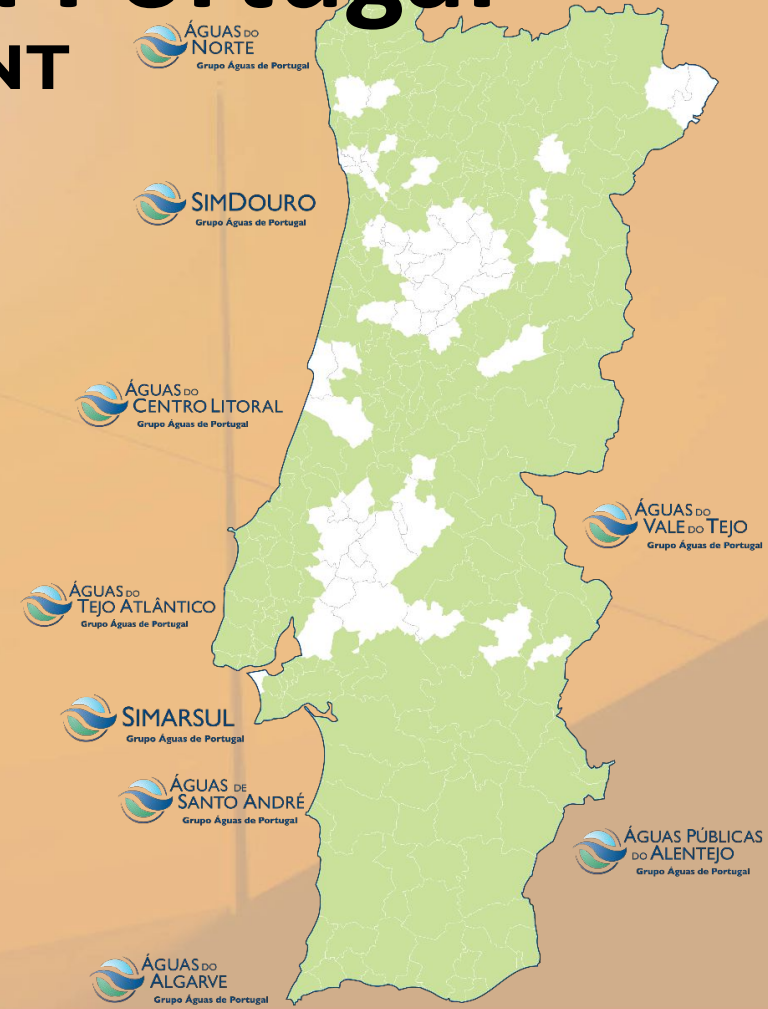 Portugal
NT
ÁGUAS DO
NORTE
Grupo Águas de Portugal
SIMDOURO
Grupo Águas de Portugal
ÁGUAS DO
CENTRO LITORAL
Grupo Águas de Portugal
ÁGUAS DO
VALE DO TEJO
Grupo Águas de Portugal
ÁGUAS DO
TEJO ATLÂNTICO
Grupo Águas de Portugal
SIMARSUL
Grupo Águas de Portugal
ÁGUAS DE
SANTO ANDRÉ
Grupo Águas de Portugal
ÁGUAS PÚBLICAS
DO ALENTEJO
Grupo Águas de Portugal
ÁGUAS DO
ALGARVE
Grupo Águas de Portugal